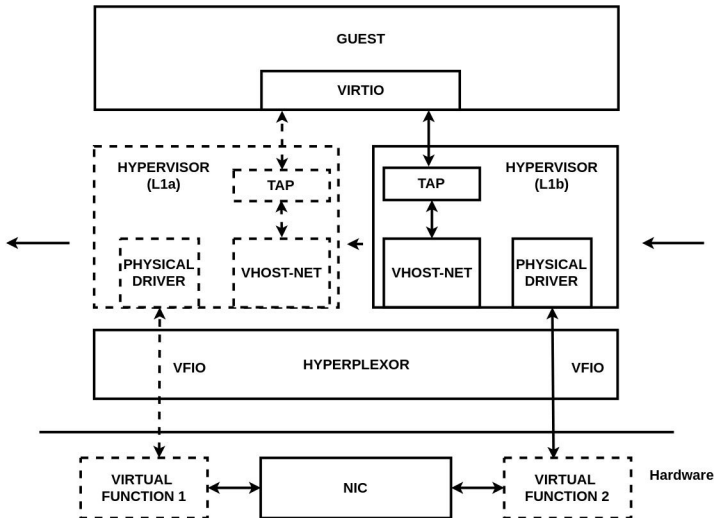 GUEST
VIRTIO
HYPERVISOR
(L1a)
TAP
PHYSICAL
DRIVER
VHOST-NET
HYPERVISOR
(L1b)
TAP
VHOST-NET
PHYSICAL
DRIVER
VFIO
HYPERPLEXOR
VFIO
VIRTUAL
FUNCTION 1
NIC
VIRTUAL
FUNCTION 2
Hardware